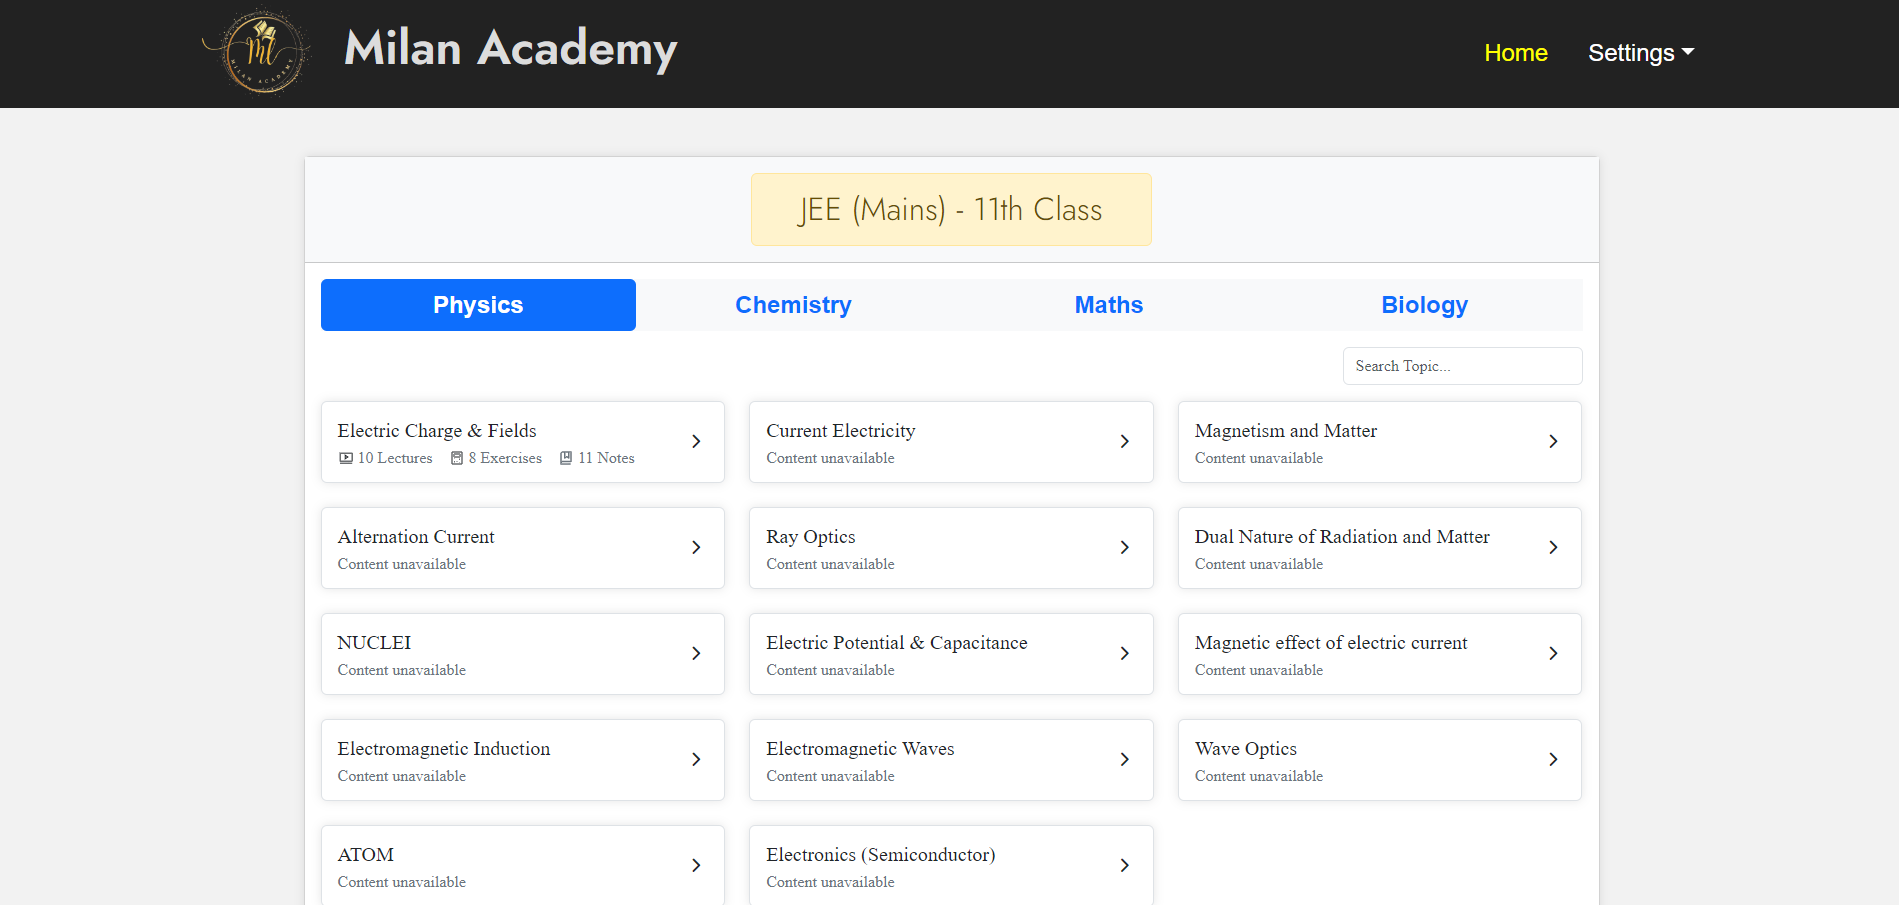 Ml
MILAN ACADEMY
Milan Academy
Home
Settings
JEE (Mains) - 11th Class
Physics
Chemistry
Maths
Biology
Search Topic...
Electric Charge & Fields
10 Lectures 8 Exercises 11 Notes
Current Electricity
Content unavailable
Magnetism and Matter
Content unavailable
Alternation Current
Content unavailable
Ray Optics
Content unavailable
Dual Nature of Radiation and Matter
Content unavailable
NUCLEI
Content unavailable
Electric Potential & Capacitance
Content unavailable
Magnetic effect of electric current
Content unavailable
Electromagnetic Induction
Content unavailable
Electromagnetic Waves
Content unavailable
Wave Optics
Content unavailable
ATOM
Content unavailable
Electronics (Semiconductor)
Content unavailable